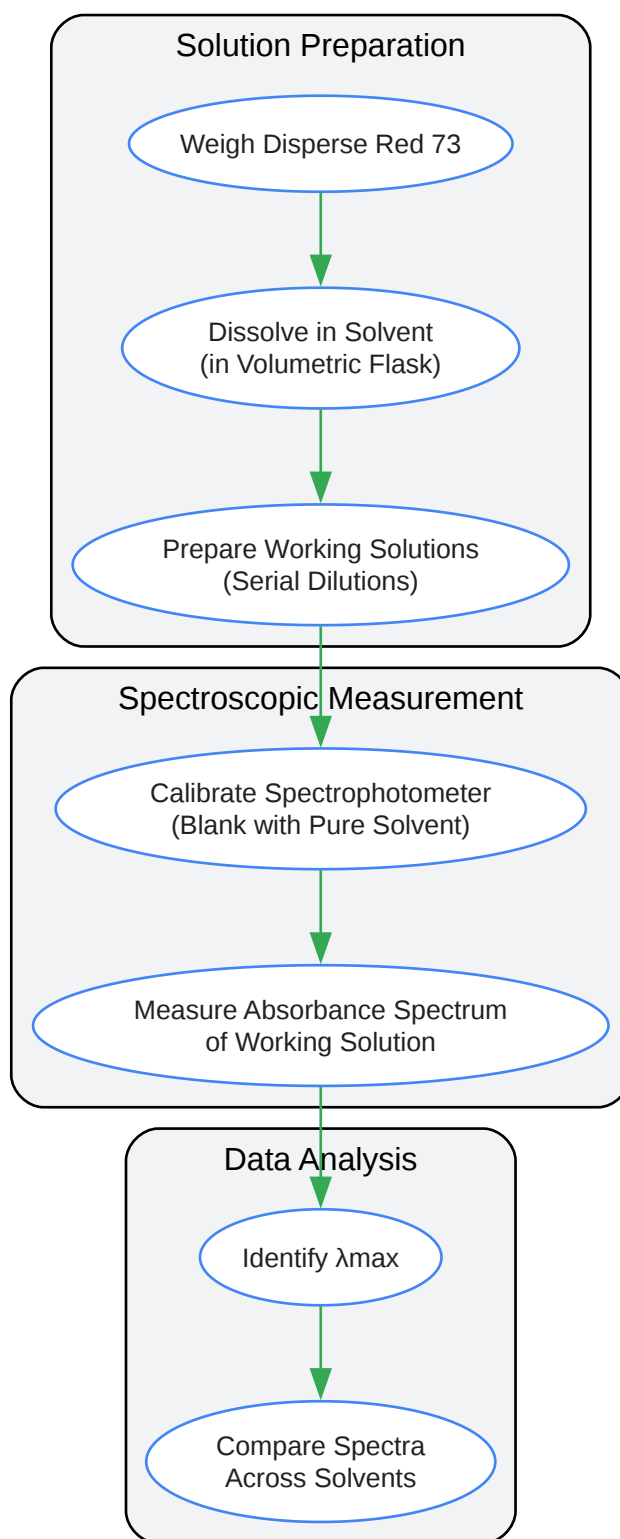 Solution Preparation
Weigh Disperse Red 73
Dissolve in Solvent
(in Volumetric Flask)
Prepare Working Solutions
(Serial Dilutions)
Spectroscopic Measurement
Calibrate Spectrophotometer
(Blank with Pure Solvent)
Measure Absorbance Spectrum
of Working Solution
Data Analysis
Identify λmax
Compare Spectra
Across Solvents